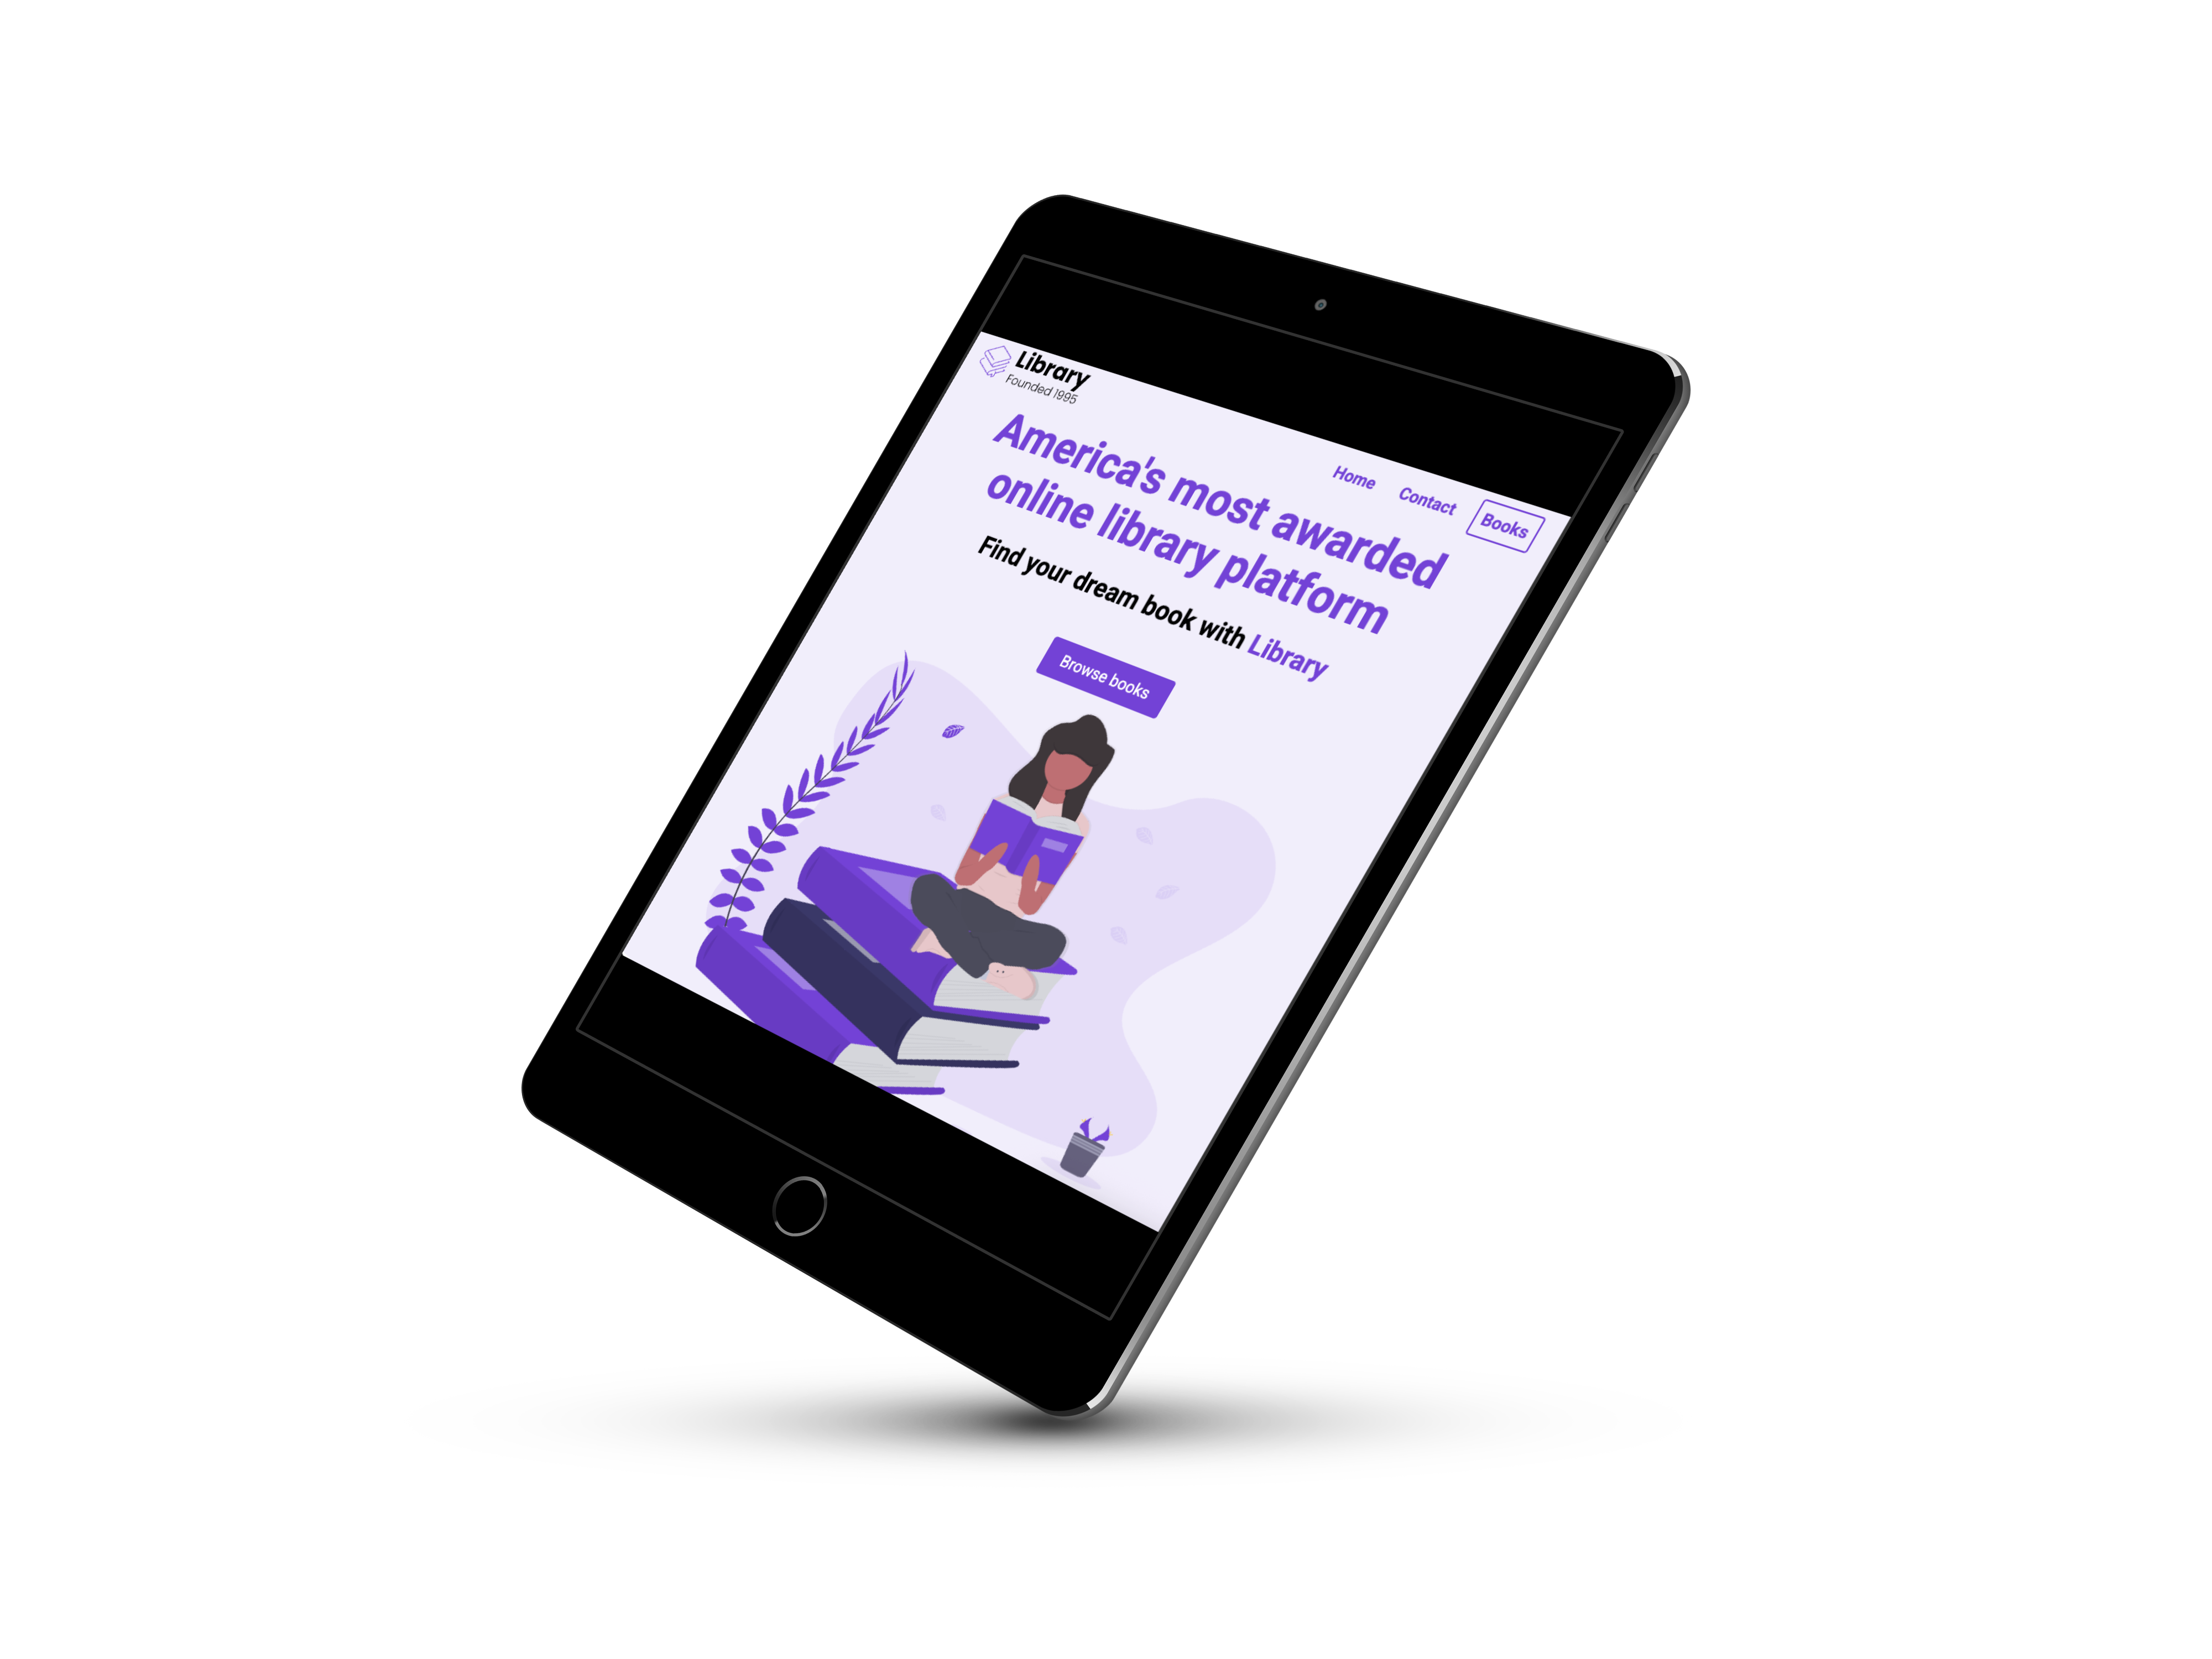 Library
Founded 1995
Home
Contact
Books
America's most awarded
online library platform
Find your dream book with Library
Browse books